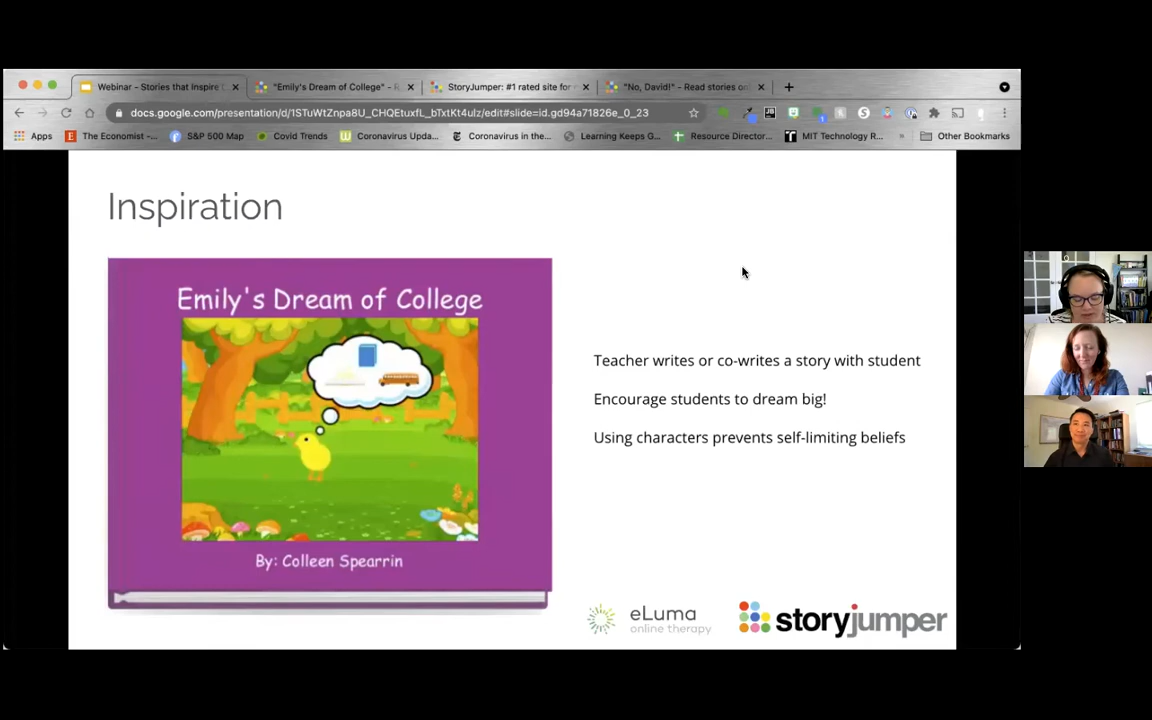 Webinar - Stories that Inspire
"Emily's Dream of College" - R
StoryJumper: #1 rated site for
"No, David!" - Read stories o
docs.google.com/presentation/d/1STuWtZnpa8U_CHQEtuxfL_bTxtKt4ulz/edit#slide=id.gd94a71826e_0_23
Apps
The Economist -...
S&P 500 Map
Covid Trends
Coronavirus Upda...
Coronavirus in the...
Learning Keeps G...
Resource Director...
MIT Technology R...
Other Bookmarks
Inspiration
Emily's Dream of College
By: Colleen Spearrin
Teacher writes or co-writes a story with student
Encourage students to dream big!
Using characters prevents self-limiting beliefs
eLuma
online therapy
storyjumper